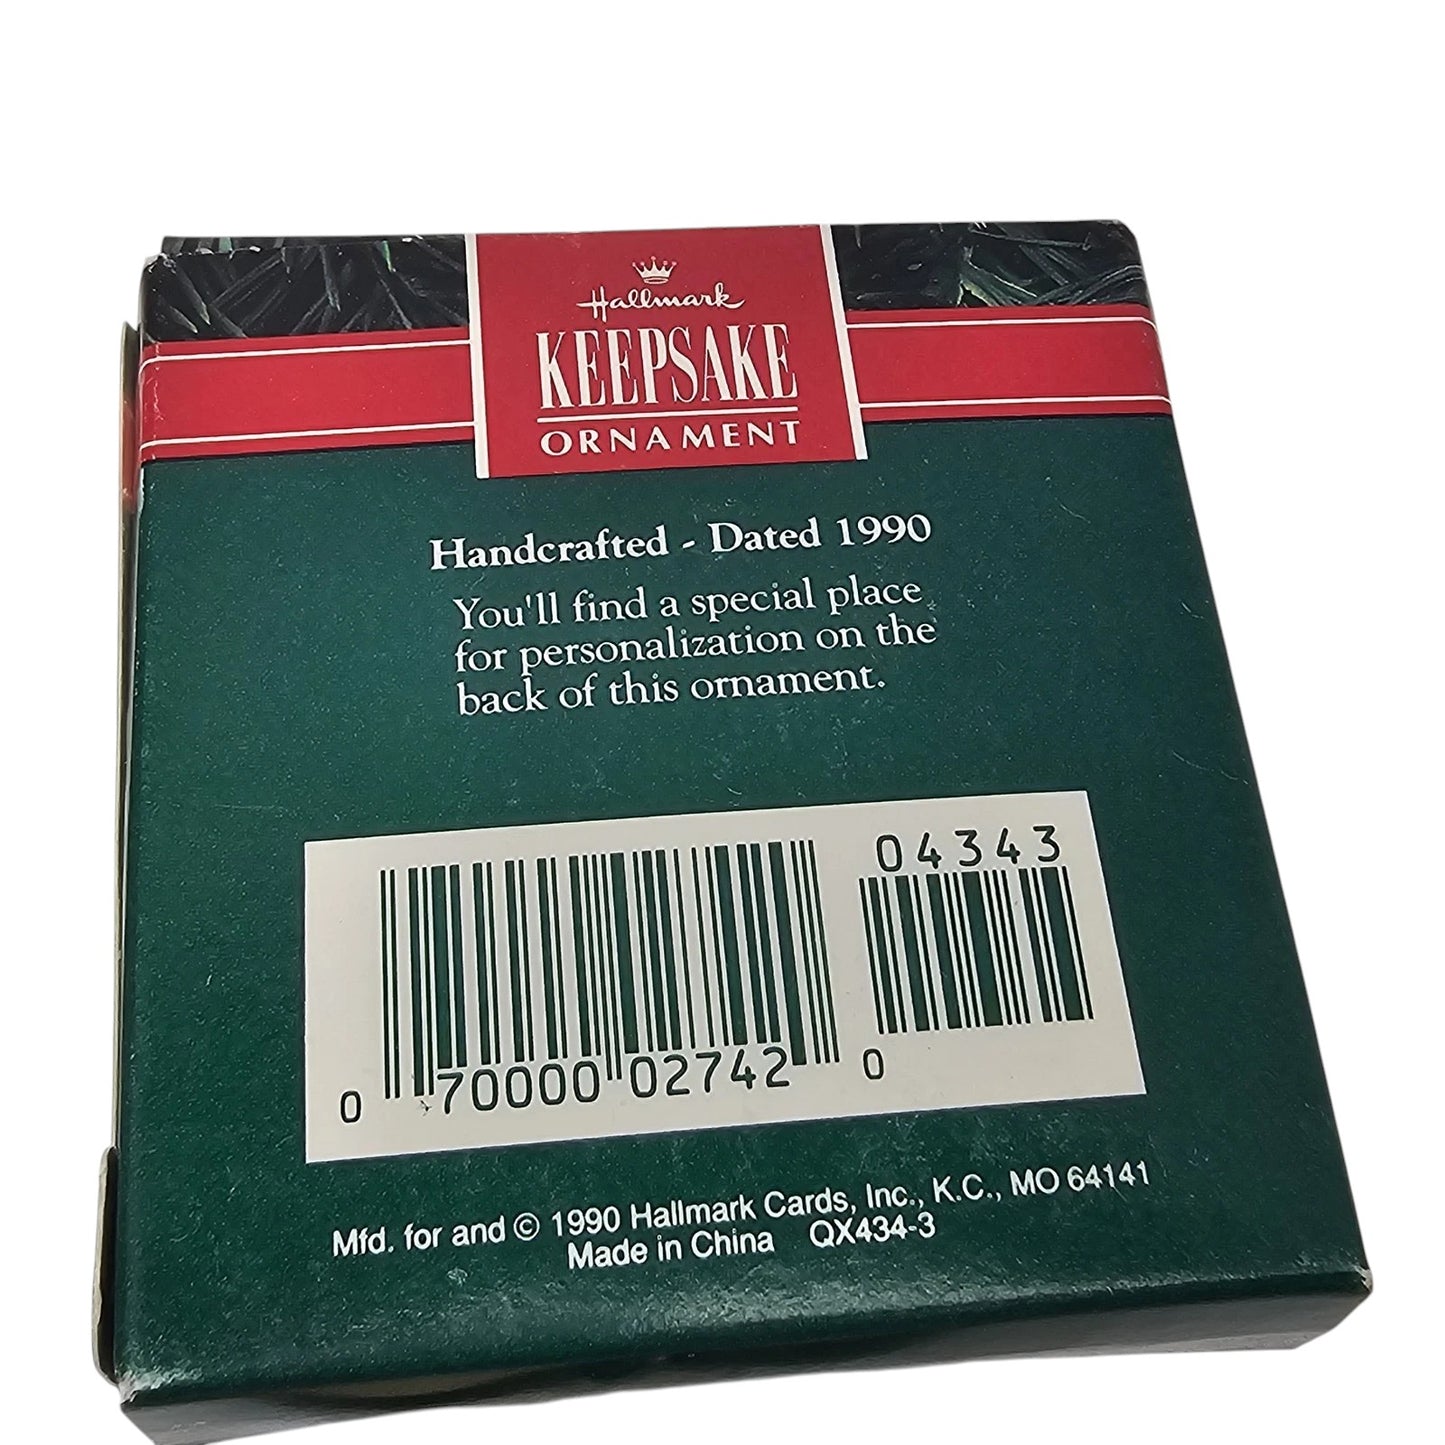 Hallmark
KEEPSAKE
ORNAMENT
Handcrafted - Dated 1990
You'll find a special place
for personalization on the
back of this ornament.
04343
0 70000 02742 0
Mfd. for and © 1990 Hallmark Cards, Inc., K.C., MO 64141
Made in China QX434-3